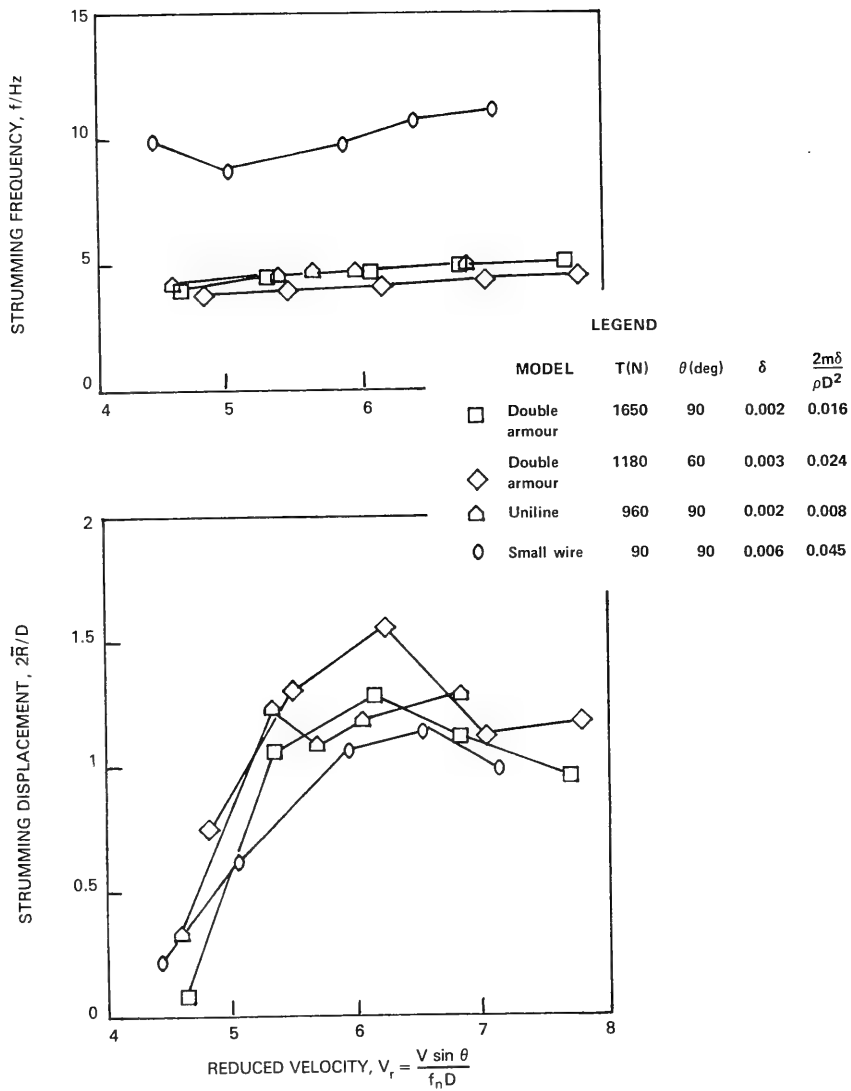 STRUMMING FREQUENCY, f/Hz
15
10
5
0
4
5
6
LEGEND
MODEL T(N) θ(deg) δ 2mδ/ρD²
Double armour 1650 90 0.002 0.016
Double armour 1180 60 0.003 0.024
Uniline 960 90 0.002 0.008
Small wire 90 90 0.006 0.045
STRUMMING DISPLACEMENT, 2R̄/D
2
1.5
1
0.5
0
4 5 6 7 8
REDUCED VELOCITY, Vᵣ = V sin θ/fₙD